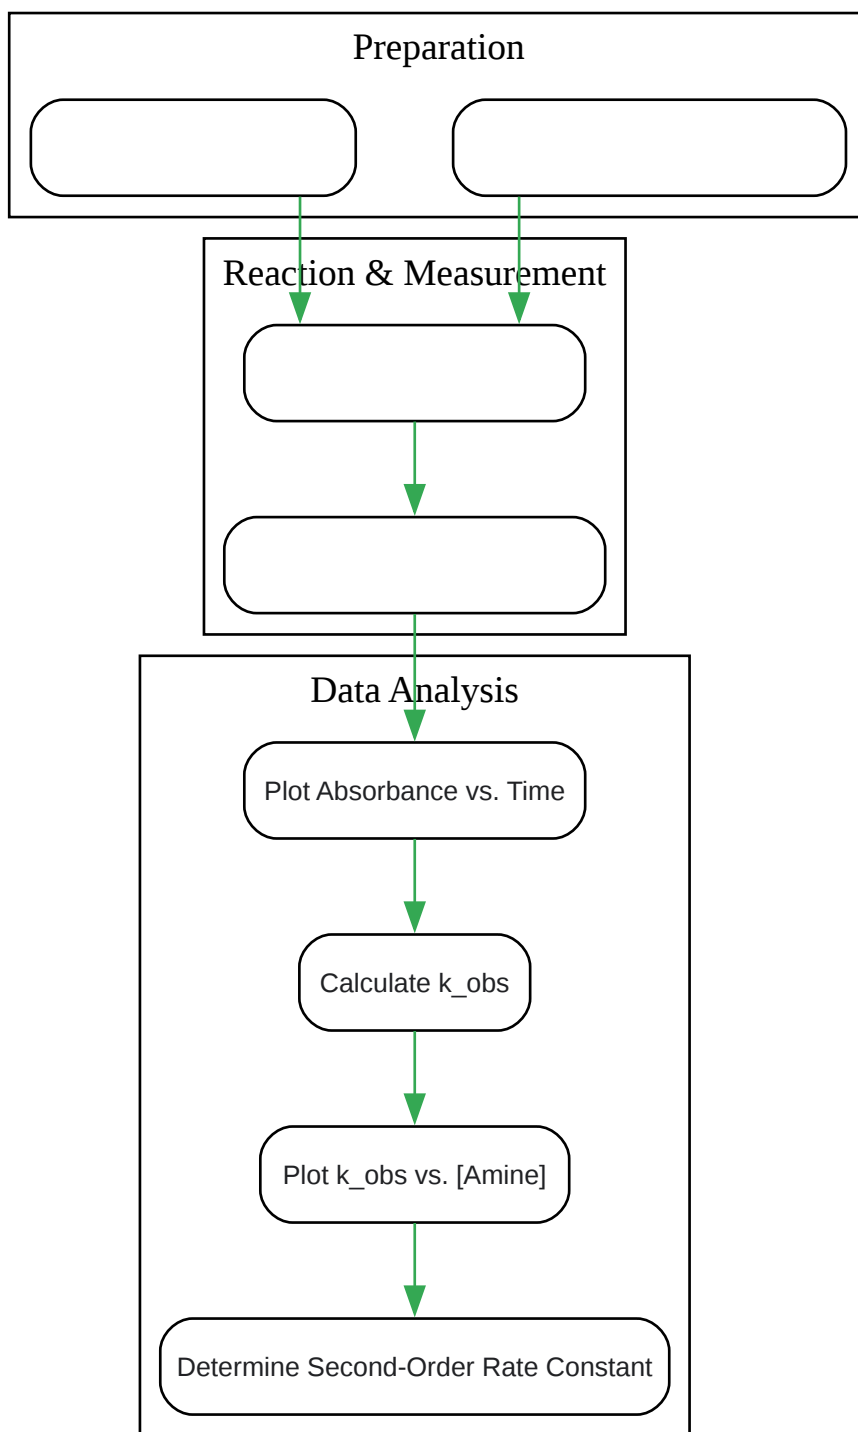 Preparation
Reaction & Measurement
Data Analysis
Plot Absorbance vs. Time
Calculate k_obs
Plot k_obs vs. [Amine]
Determine Second-Order Rate Constant